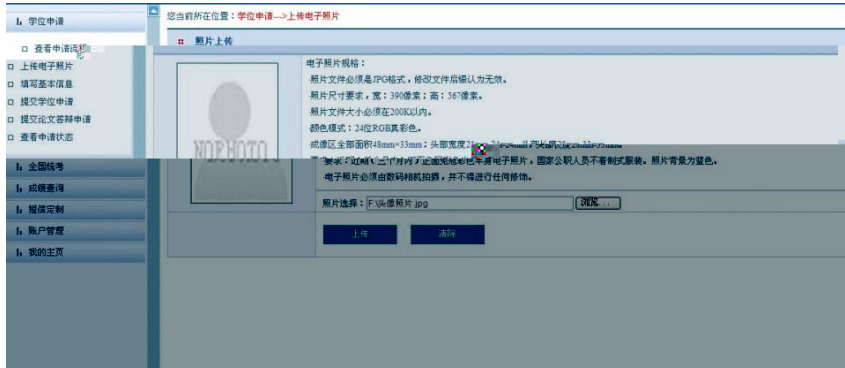 学位申请
您当前所在位置：学位申请--->上传电子照片
照片上传
查看申请流程
上传电子照片
填写基本信息
提交学位申请
提交论文答辩申请
查看申请状态
电子照片规格：
照片文件必须是JPG格式，修改文件后缀认为无效。
照片尺寸要求，宽：390像素；高：567像素。
照片文件大小必须在200K以内。
颜色模式：24位RGB真彩色。
成像区全部面积48mm×33mm；头部宽度
NOPHOTO
要求：近期（三个月内）正面免冠彩色半身电子照片，国家公职人员不着制式服装。照片背景为蓝色。
电子照片必须由数码相机拍摄，并不得进行任何修饰。
照片选择：F:\头像照片.jpg 浏览...
上传 清除
全国统考
成绩查询
短信定制
账户管理
我的主页